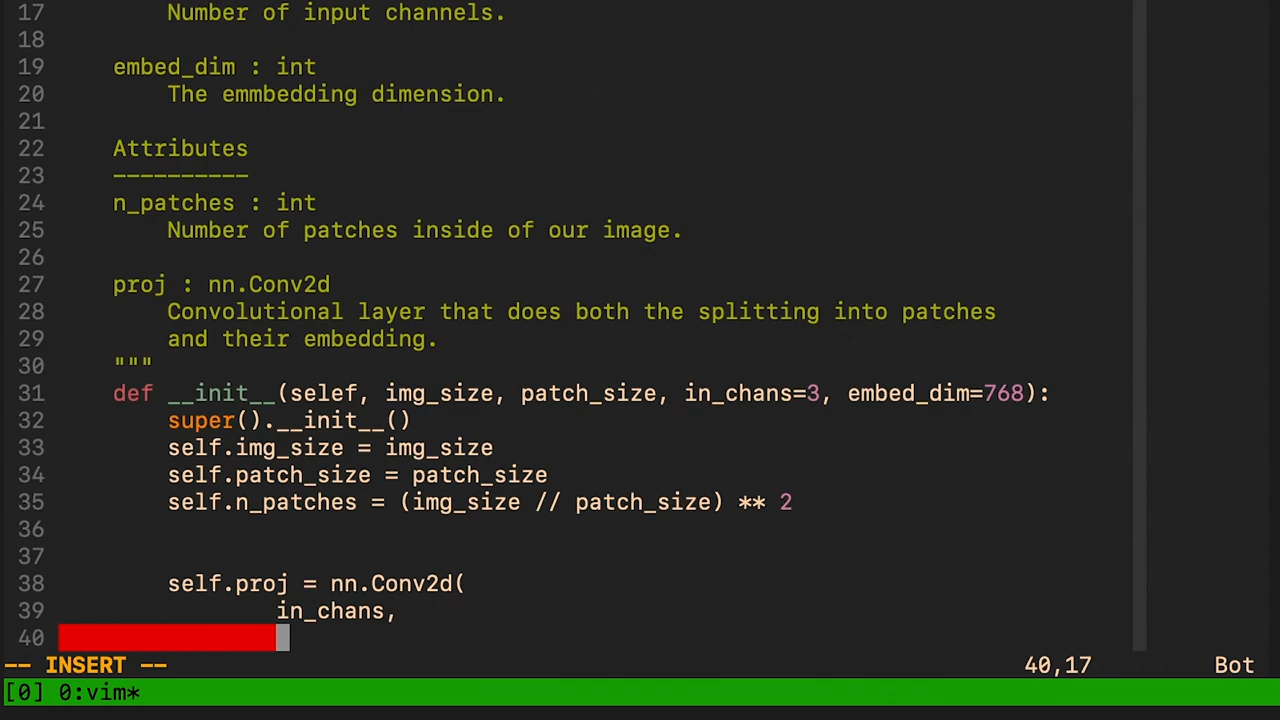 17         Number of input channels.
18
19     embed_dim : int
20         The emmbedding dimension.
21
22     Attributes
23     ----------
24     n_patches : int
25         Number of patches inside of our image.
26
27     proj : nn.Conv2d
28         Convolutional layer that does both the splitting into patches
29         and their embedding.
30     """
31     def __init__(selef, img_size, patch_size, in_chans=3, embed_dim=768):
32         super().__init__()
33         self.img_size = img_size
34         self.patch_size = patch_size
35         self.n_patches = (img_size // patch_size) ** 2
36
37
38         self.proj = nn.Conv2d(
39                 in_chans,
40
-- INSERT -- 40,17 Bot
[0] 0:vim*